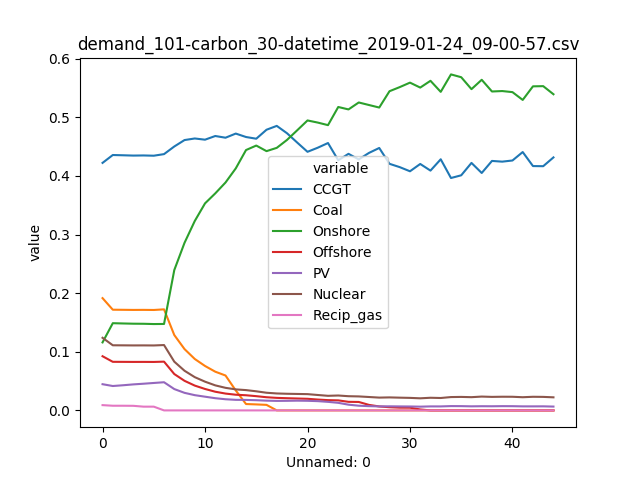 demand_101-carbon_30-datetime_2019-01-24_09-00-57.csv
0.6
0.5
0.4
0.3
0.2
0.1
0.0
value
variable
CCGT
Coal
Onshore
Offshore
PV
Nuclear
Recip_gas
0 10 20 30 40
Unnamed: 0